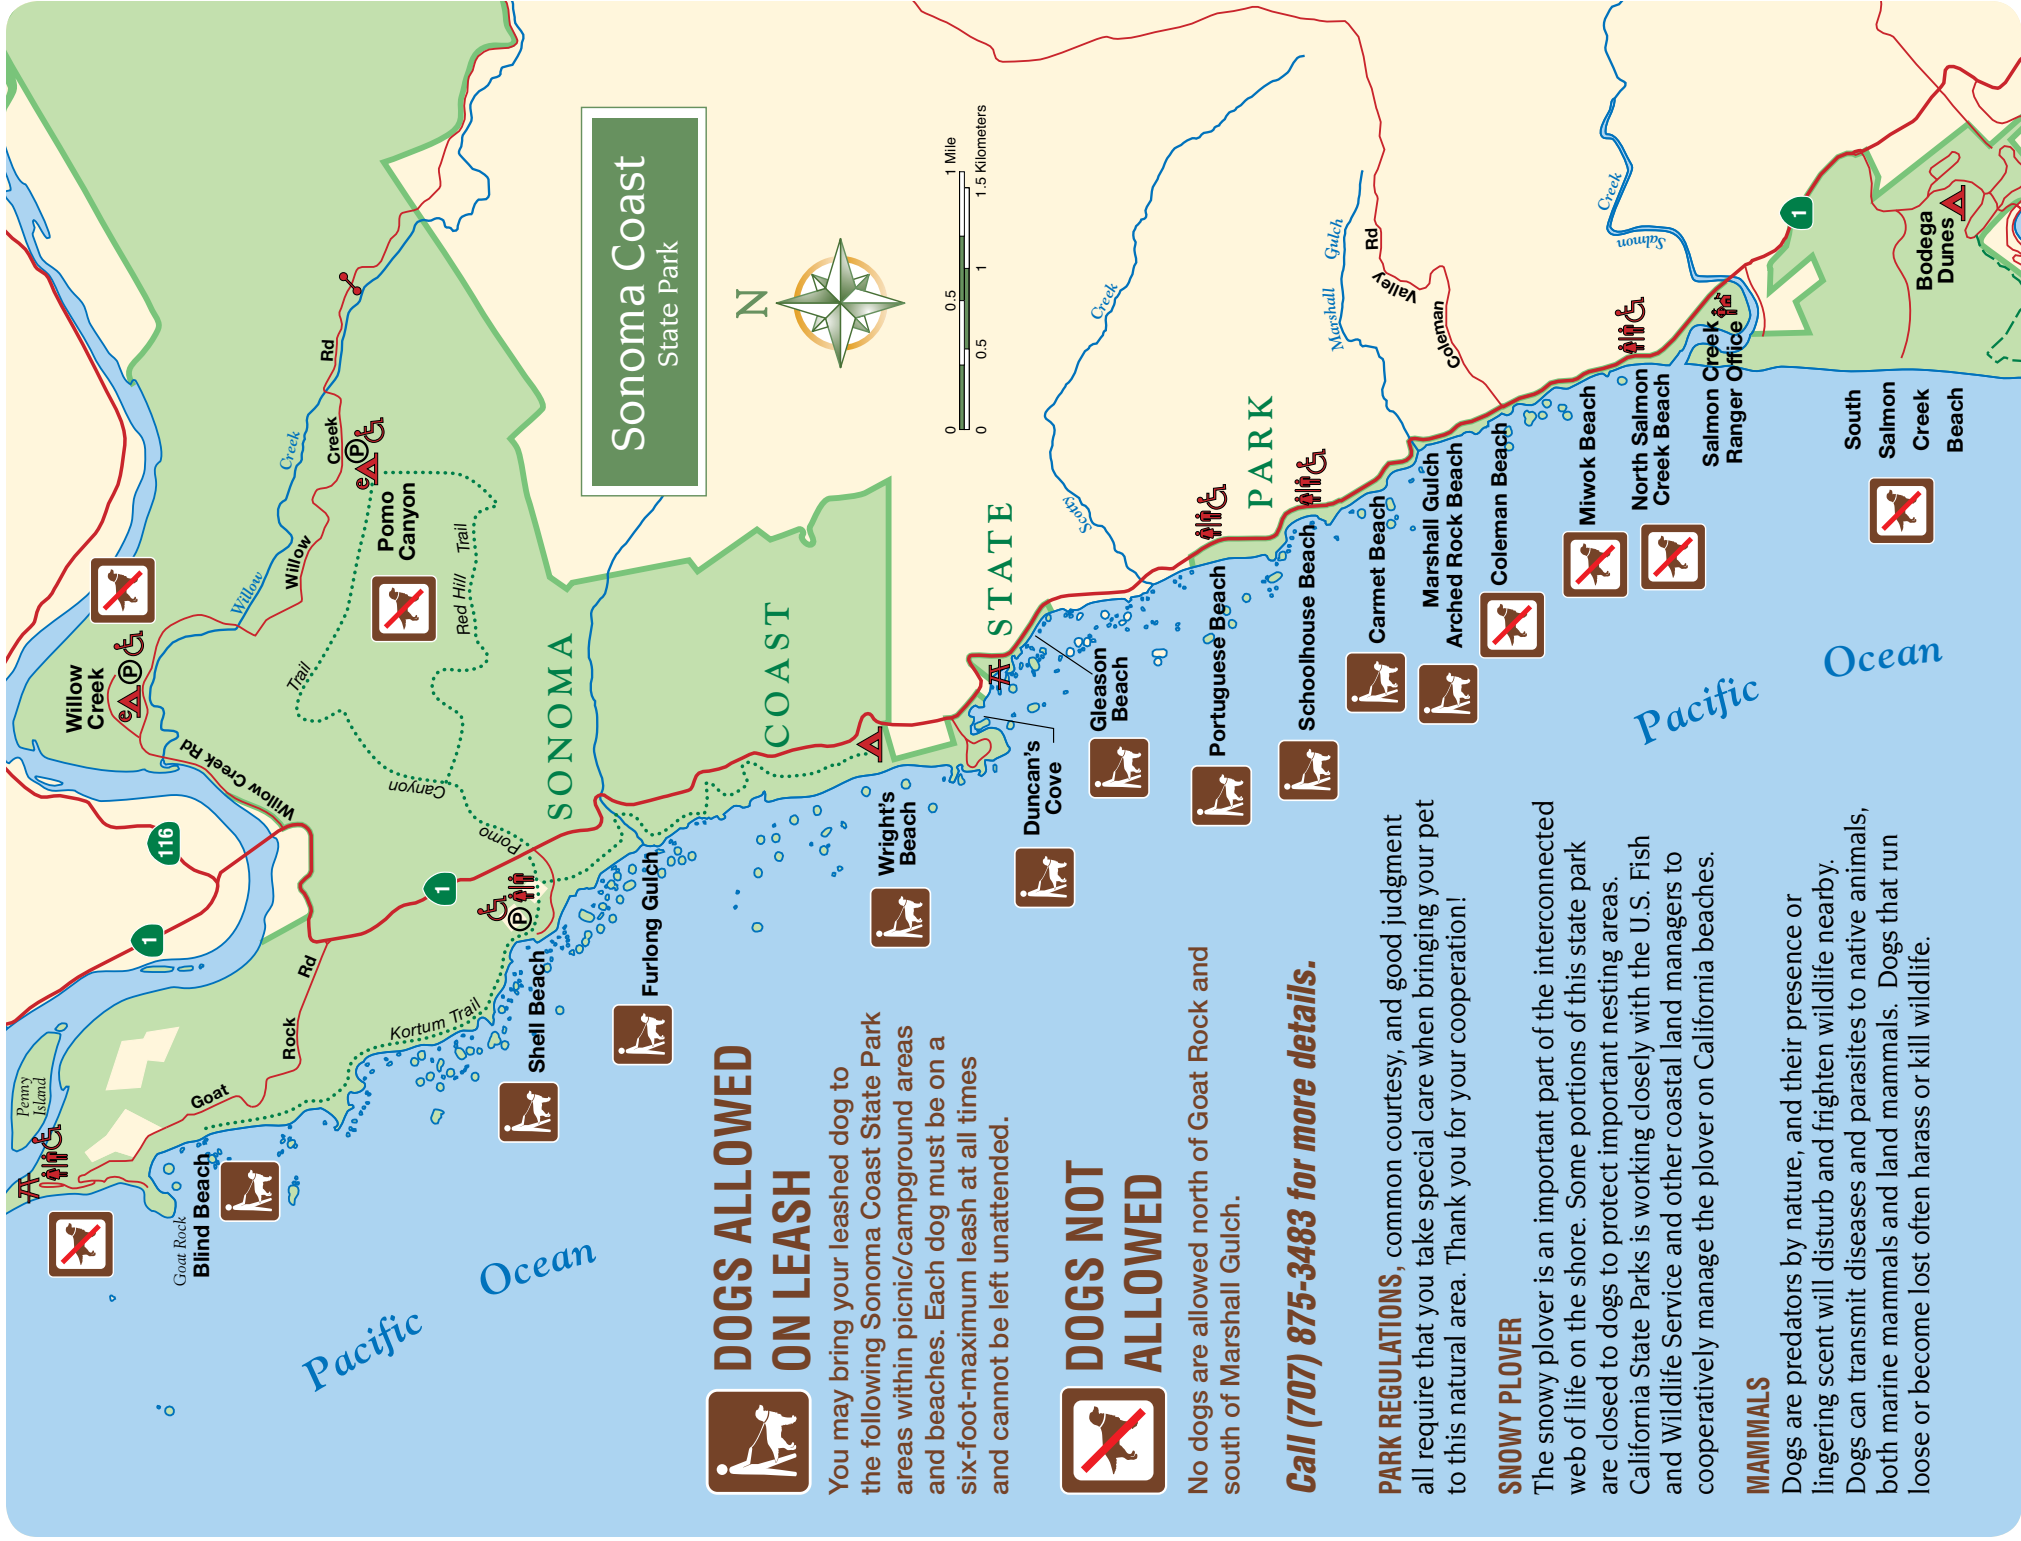 Sonoma Coast
State Park
N
0 0.5 1 Mile
0 0.5 1 1.5 Kilometers
Penny
Island
Goat Rock
Blind Beach
Goat
Rock
Rd
Kortum Trail
1
116
1
Willow
Creek
Willow Creek Rd
Willow
Creek
Willow
Creek
Rd
e
P
e
P
Pomo
Canyon
Pomo
Canyon
Trail
Red Hill Trail
P
Shell Beach
Furlong Gulch
SONOMA
COAST
STATE
PARK
Wright's
Beach
Duncan's
Cove
Gleason
Beach
Scotty
Creek
Portuguese Beach
Schoolhouse Beach
Carmet Beach
Marshall Gulch
Arched Rock Beach
Coleman Beach
Marshall Gulch
Coleman
Valley
Rd
Miwok Beach
North Salmon
Creek Beach
Salmon Creek
Ranger Office
Salmon
Creek
1
South
Salmon
Creek
Beach
Bodega
Dunes
Pacific
Ocean
Pacific
Ocean
DOGS ALLOWED
ON LEASH
You may bring your leashed dog to
the following Sonoma Coast State Park
areas within picnic/campground areas
and beaches. Each dog must be on a
six-foot-maximum leash at all times
and cannot be left unattended.
DOGS NOT
ALLOWED
No dogs are allowed north of Goat Rock and
south of Marshall Gulch.
Call (707) 875-3483 for more details.
PARK REGULATIONS, common courtesy, and good judgment
all require that you take special care when bringing your pet
to this natural area. Thank you for your cooperation!
SNOWY PLOVER
The snowy plover is an important part of the interconnected
web of life on the shore. Some portions of this state park
are closed to dogs to protect important nesting areas.
California State Parks is working closely with the U.S. Fish
and Wildlife Service and other coastal land managers to
cooperatively manage the plover on California beaches.
MAMMALS
Dogs are predators by nature, and their presence or
lingering scent will disturb and frighten wildlife nearby.
Dogs can transmit diseases and parasites to native animals,
both marine mammals and land mammals. Dogs that run
loose or become lost often harass or kill wildlife.